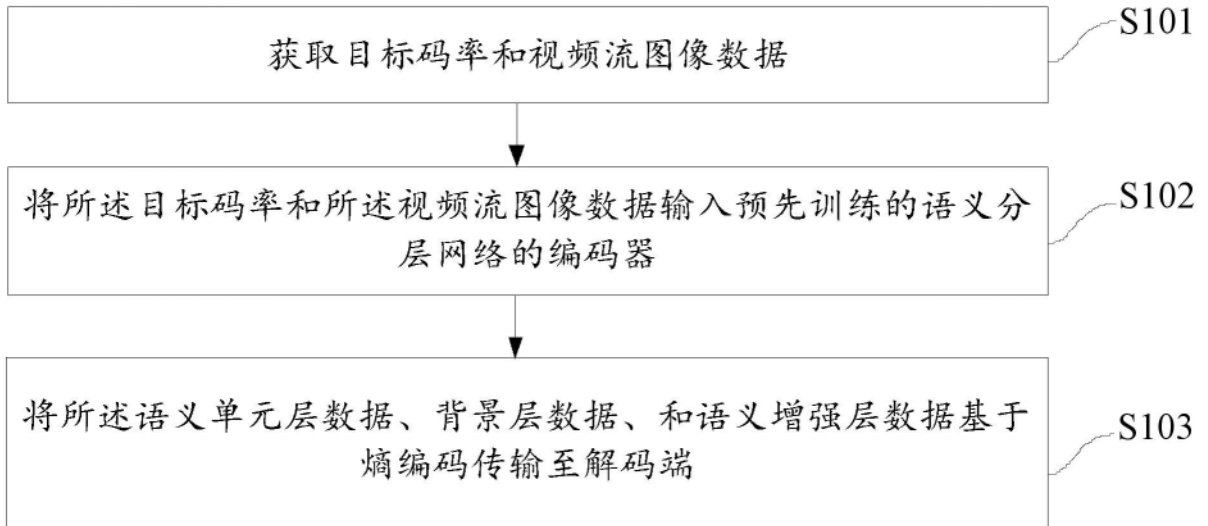 获取目标码率和视频流图像数据
S101
将所述目标码率和所述视频流图像数据输入预先训练的语义分
层网络的编码器
S102
将所述语义单元层数据、背景层数据、和语义增强层数据基于
熵编码传输至解码端
S103